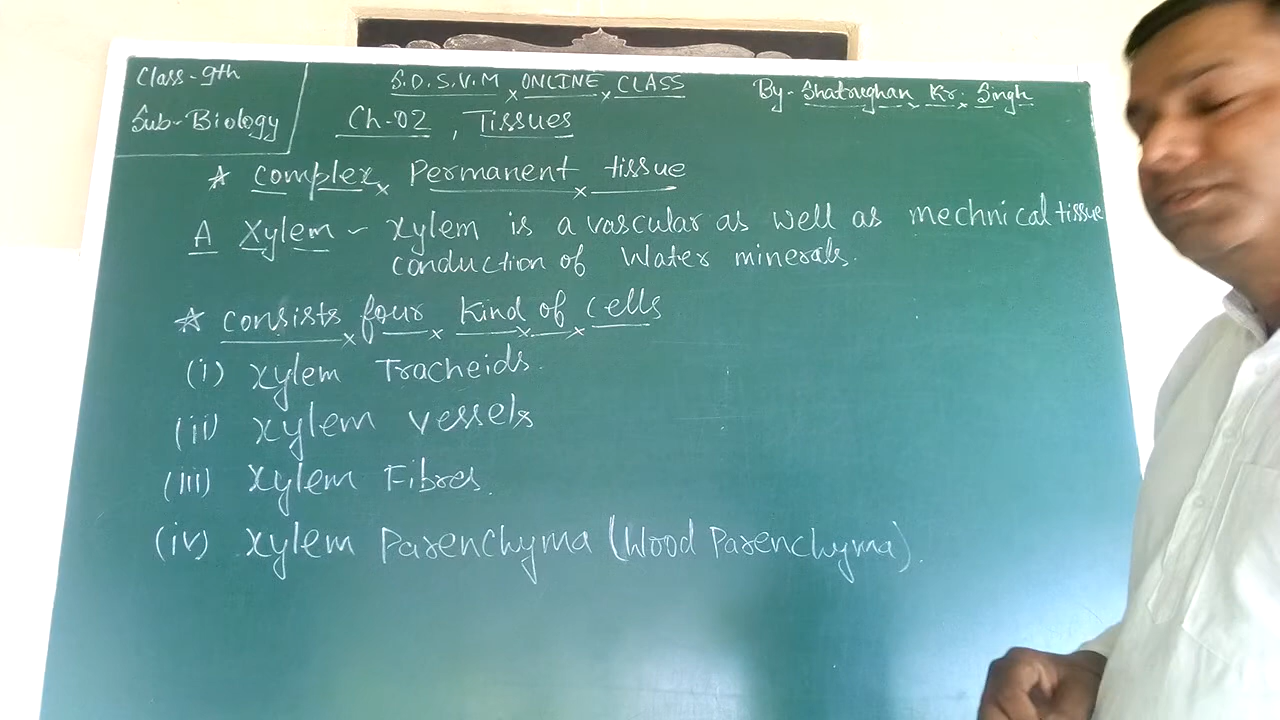 Class-9th
Sub-Biology
S.D.S.V.M ONLINE CLASS
By- Shatrughan Kr. Singh
Ch-02, Tissues
* Complex Permanent tissue
A Xylem - Xylem is a vascular as well as mechnical tissue
conduction of Water minerals.
* consists four Kind of cells
(i) Xylem Tracheids.
(ii) Xylem vessels
(iii) Xylem Fibres.
(iv) Xylem Parenchyma (Wood Parenchyma).